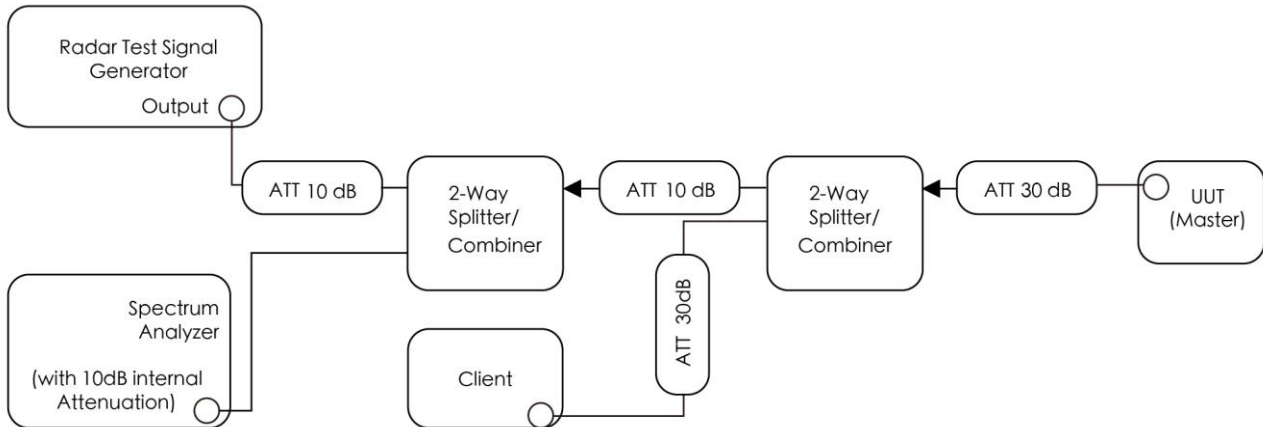 Radar Test Signal
Generator
Output
ATT 10 dB
2-Way
Splitter/
Combiner
ATT 10 dB
2-Way
Splitter/
Combiner
ATT 30 dB
UUT
(Master)
Spectrum
Analyzer
(with 10dB internal
Attenuation)
Client
ATT 30dB